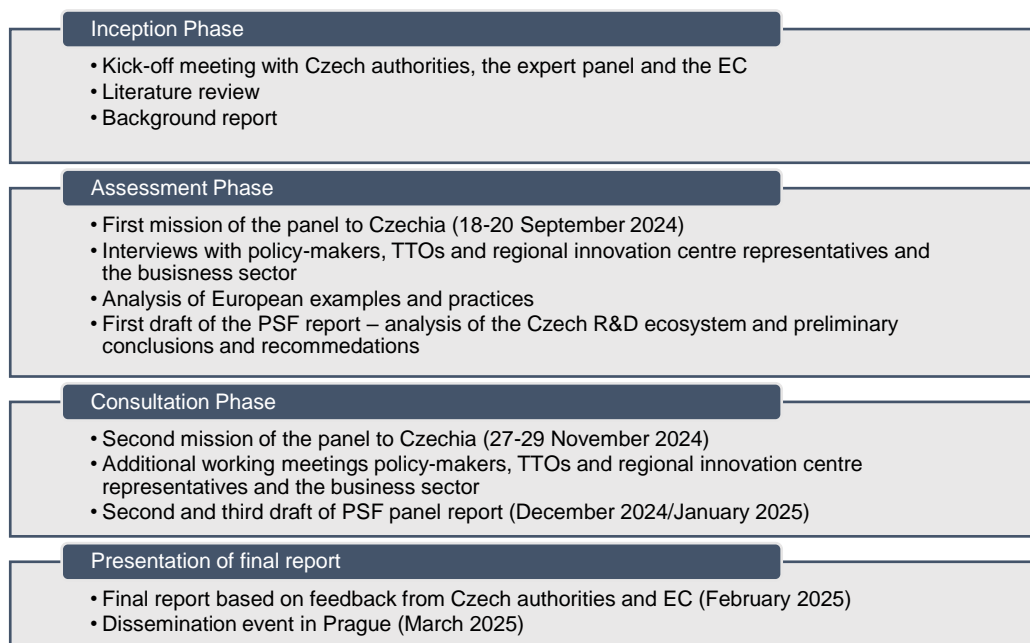 Inception Phase
• Kick-off meeting with Czech authorities, the expert panel and the EC
• Literature review
• Background report
Assessment Phase
• First mission of the panel to Czechia (18-20 September 2024)
• Interviews with policy-makers, TTOs and regional innovation centre representatives and
the busisness sector
• Analysis of European examples and practices
• First draft of the PSF report – analysis of the Czech R&D ecosystem and preliminary
conclusions and recommedations
Consultation Phase
• Second mission of the panel to Czechia (27-29 November 2024)
• Additional working meetings policy-makers, TTOs and regional innovation centre
representatives and the business sector
• Second and third draft of PSF panel report (December 2024/January 2025)
Presentation of final report
• Final report based on feedback from Czech authorities and EC (February 2025)
• Dissemination event in Prague (March 2025)